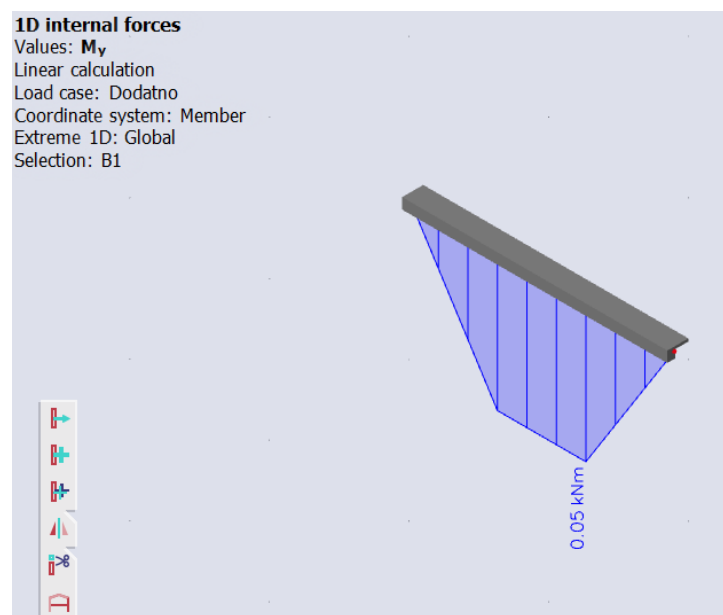 1D internal forces
Values: My
Linear calculation
Load case: Dodatno
Coordinate system: Member
Extreme 1D: Global
Selection: B1
0.05 kNm